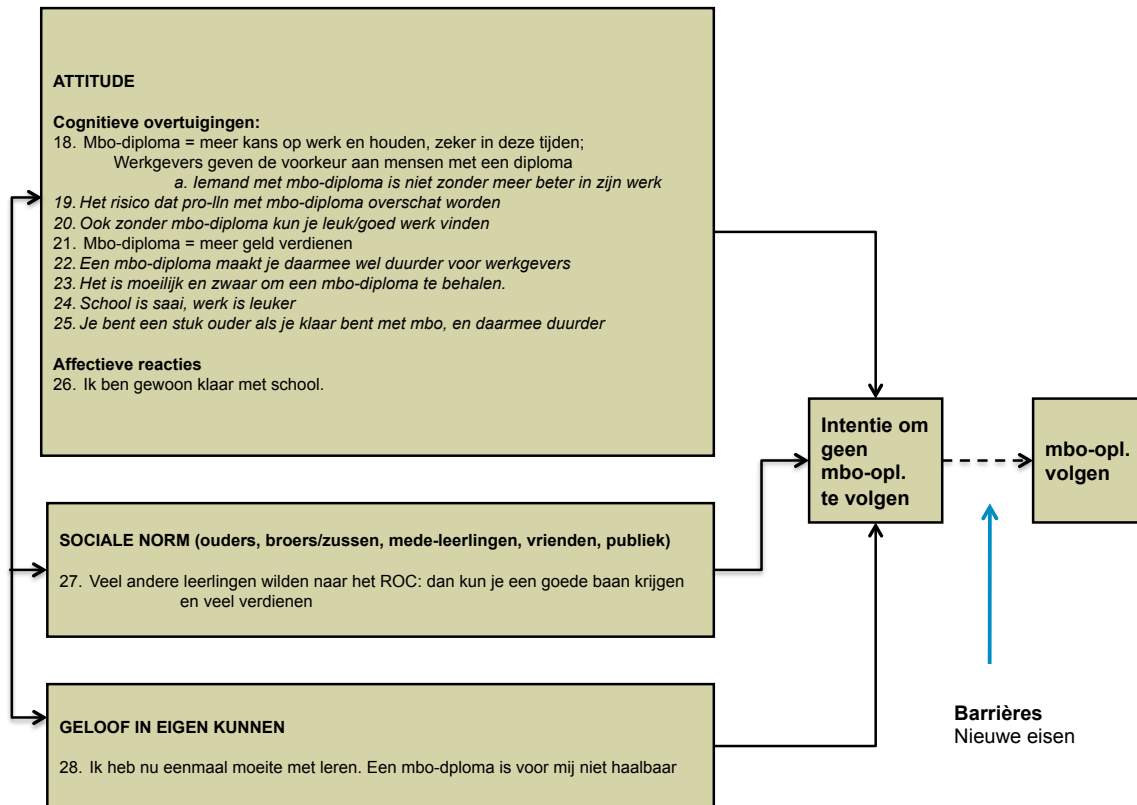 ATTITUDE
Cognitieve overtuigingen:
18. Mbo-diploma = meer kans op werk en houden, zeker in deze tijden;
Werkgevers geven de voorkeur aan mensen met een diploma
a. Iemand met mbo-diploma is niet zonder meer beter in zijn werk
19. Het risico dat pro-lln met mbo-diploma overschat worden
20. Ook zonder mbo-diploma kun je leuk/goed werk vinden
21. Mbo-diploma = meer geld verdienen
22. Een mbo-diploma maakt je daarmee wel duurder voor werkgevers
23. Het is moeilijk en zwaar om een mbo-diploma te behalen.
24. School is saai, werk is leuker
25. Je bent een stuk ouder als je klaar bent met mbo, en daarmee duurder
Affectieve reacties
26. Ik ben gewoon klaar met school.
SOCIALE NORM (ouders, broers/zussen, mede-leerlingen, vrienden, publiek)
27. Veel andere leerlingen wilden naar het ROC: dan kun je een goede baan krijgen
en veel verdienen
GELOOF IN EIGEN KUNNEN
28. Ik heb nu eenmaal moeite met leren. Een mbo-dploma is voor mij niet haalbaar
Intentie om
geen
mbo-opl.
te volgen
mbo-opl.
volgen
Barrières
Nieuwe eisen